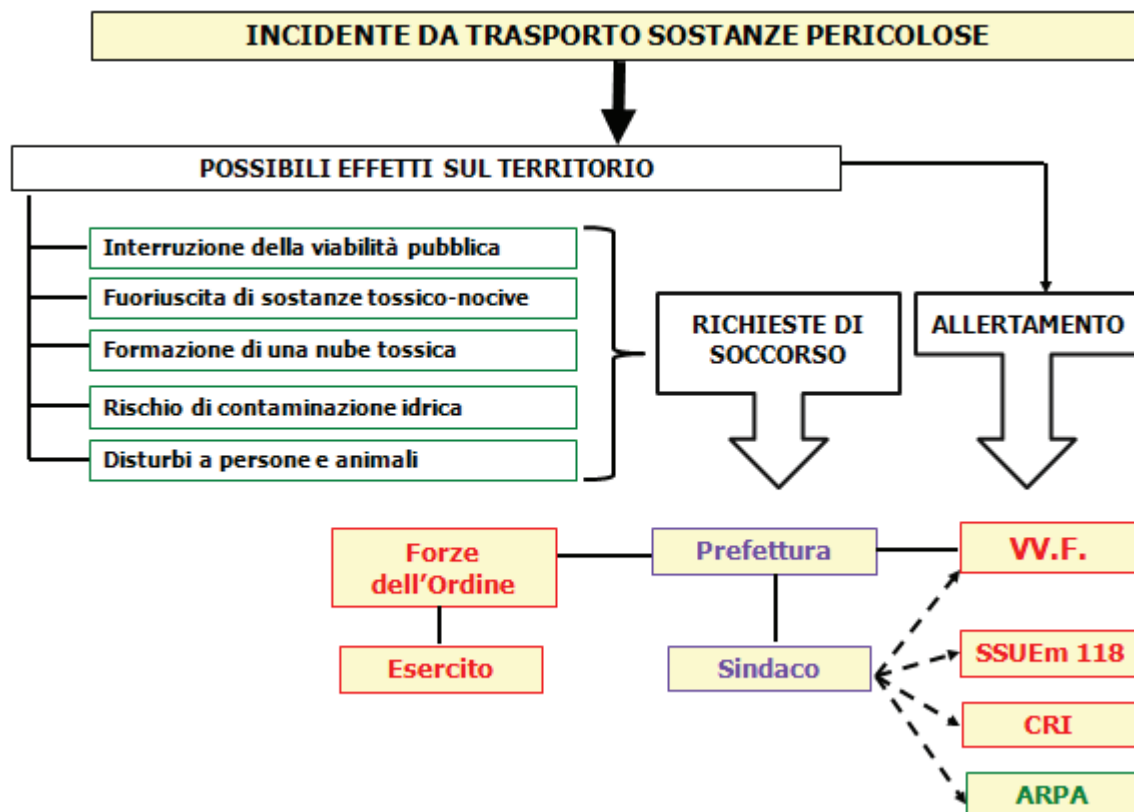 INCIDENTE DA TRASPORTO SOSTANZE PERICOLOSE
POSSIBILI EFFETTI SUL TERRITORIO
Interruzione della viabilità pubblica
Fuoriuscita di sostanze tossico-nocive
Formazione di una nube tossica
Rischio di contaminazione idrica
Disturbi a persone e animali
RICHIESTE DI
SOCCORSO
ALLERTAMENTO
Forze
dell'Ordine
Prefettura
VV.F.
Esercito
Sindaco
SSUEm 118
CRI
ARPA